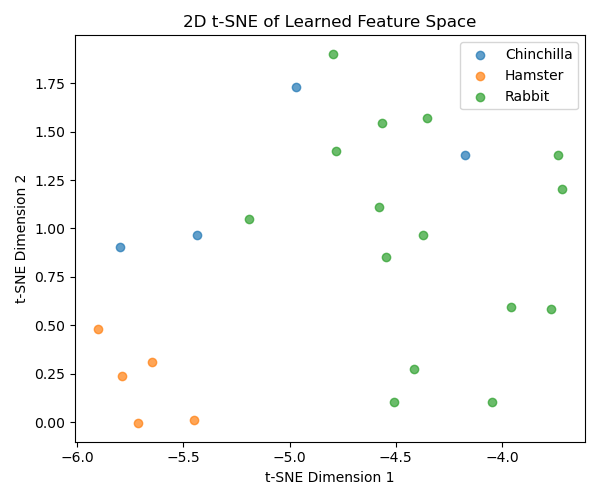 2D t-SNE of Learned Feature Space
Chinchilla
Hamster
Rabbit
t-SNE Dimension 2
1.75
1.50
1.25
1.00
0.75
0.50
0.25
0.00
−6.0
−5.5
−5.0
−4.5
−4.0
t-SNE Dimension 1